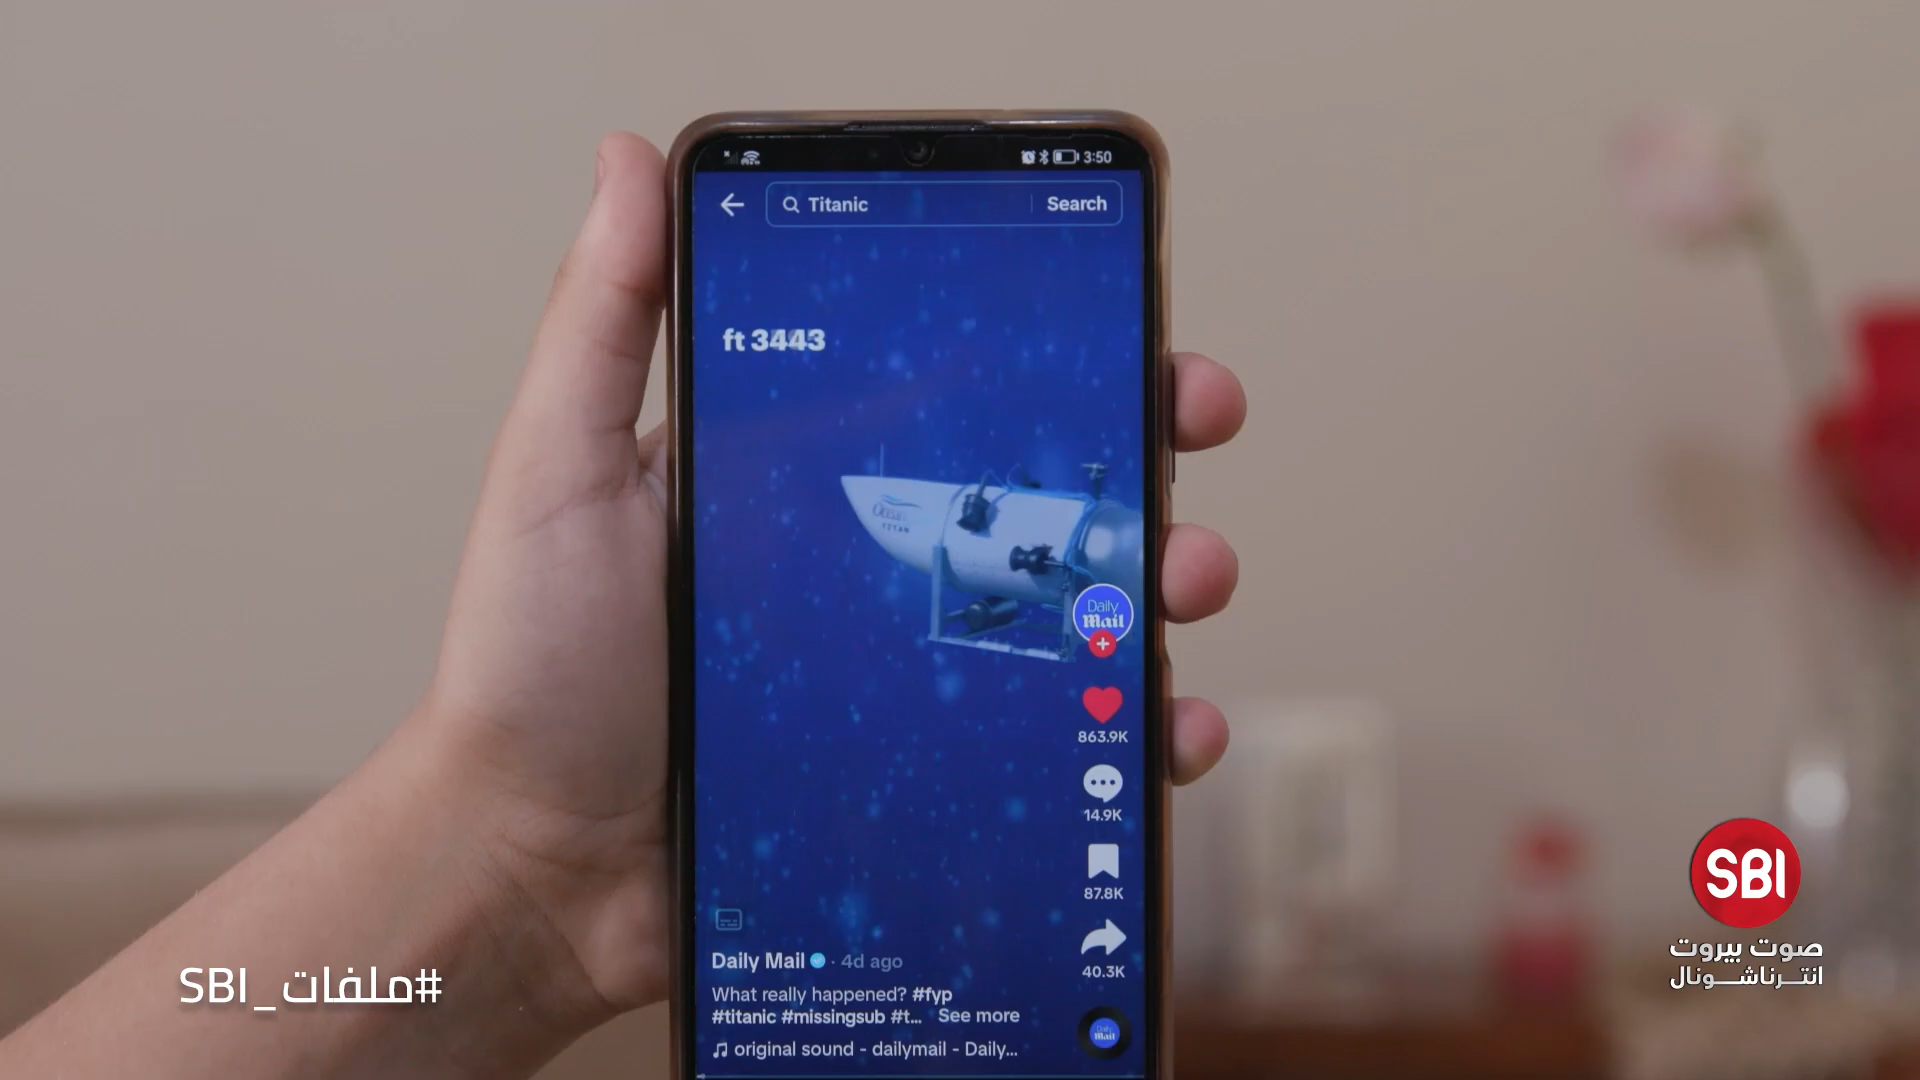 3:50
Titanic
Search
ft 3443
TITAN
Daily
Mail
863.9K
14.9K
87.8K
40.3K
Daily Mail · 4d ago
What really happened? #fyp
#titanic #missingsub #t... See more
original sound - dailymail - Daily...
#ملفات_SBI
SBI
صوت بيروت
انترناشونال